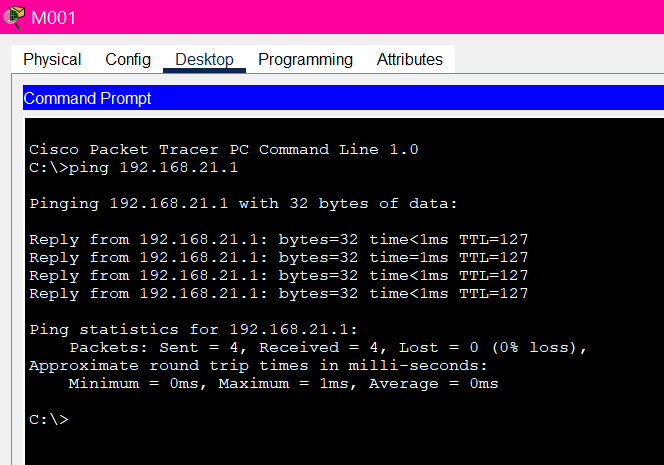 M001
Physical Config Desktop Programming Attributes
Command Prompt
Cisco Packet Tracer PC Command Line 1.0
C:\>ping 192.168.21.1
Pinging 192.168.21.1 with 32 bytes of data:
Reply from 192.168.21.1: bytes=32 time<1ms TTL=127
Reply from 192.168.21.1: bytes=32 time=1ms TTL=127
Reply from 192.168.21.1: bytes=32 time<1ms TTL=127
Reply from 192.168.21.1: bytes=32 time<1ms TTL=127
Ping statistics for 192.168.21.1:
Packets: Sent = 4, Received = 4, Lost = 0 (0% loss),
Approximate round trip times in milli-seconds:
Minimum = 0ms, Maximum = 1ms, Average = 0ms
C:\>